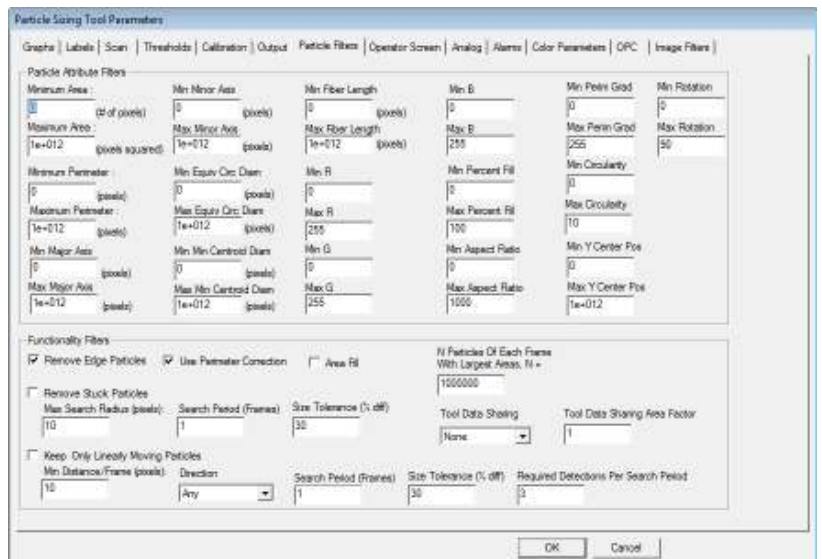 Particle Sizing Tool Parameters
Graphs | Labels | Scan | Thresholds | Calibration | Output | Particle Filters | Operator Screen | Analog | Alarms | Color Parameters | OPC | Image Filters
Particle Attribute Filters
Minimum Area : Min Minor Axis Min Fiber Length Min B Min Perim Grad Min Rotation
(# of pixels) 0 (pixels) 0 (pixels) 0 0 0
Maximum Area : Max Minor Axis Max Fiber Length Max B Max Perim Grad Max Rotation
1e+012 (pixels squared) 1e+012 (pixels) 1e+012 (pixels) 255 255 90
Minimum Perimeter : Min Equiv Circ Diam Min R Min Percent Fill Min Circularity
0 (pixels) 0 (pixels) 0 0 0
Maximum Perimeter : Max Equiv Circ Diam Max R Max Percent Fill Max Circularity
1e+012 (pixels) 1e+012 (pixels) 255 100 10
Min Major Axis Min Min Centroid Diam Min G Min Aspect Ratio Min Y Center Pos
0 (pixels) 0 (pixels) 0 0 0
Max Major Axis Max Min Centroid Diam Max G Max Aspect Ratio Max Y Center Pos
1e+012 (pixels) 1e+012 (pixels) 255 1000 1e+012
Functionality Filters
Remove Edge Particles Use Perimeter Correction Area Fill
N Particles Of Each Frame
With Largest Areas, N =
1000000
Remove Stuck Particles
Max Search Radius (pixels): Search Period (Frames) Size Tolerance (% diff) Tool Data Sharing Tool Data Sharing Area Factor
10 1 30 None 1
Keep Only Linearly Moving Particles
Min Distance/Frame (pixels): Direction Search Period (Frames) Size Tolerance (% diff) Required Detections Per Search Period
10 Any 1 30 3
OK Cancel